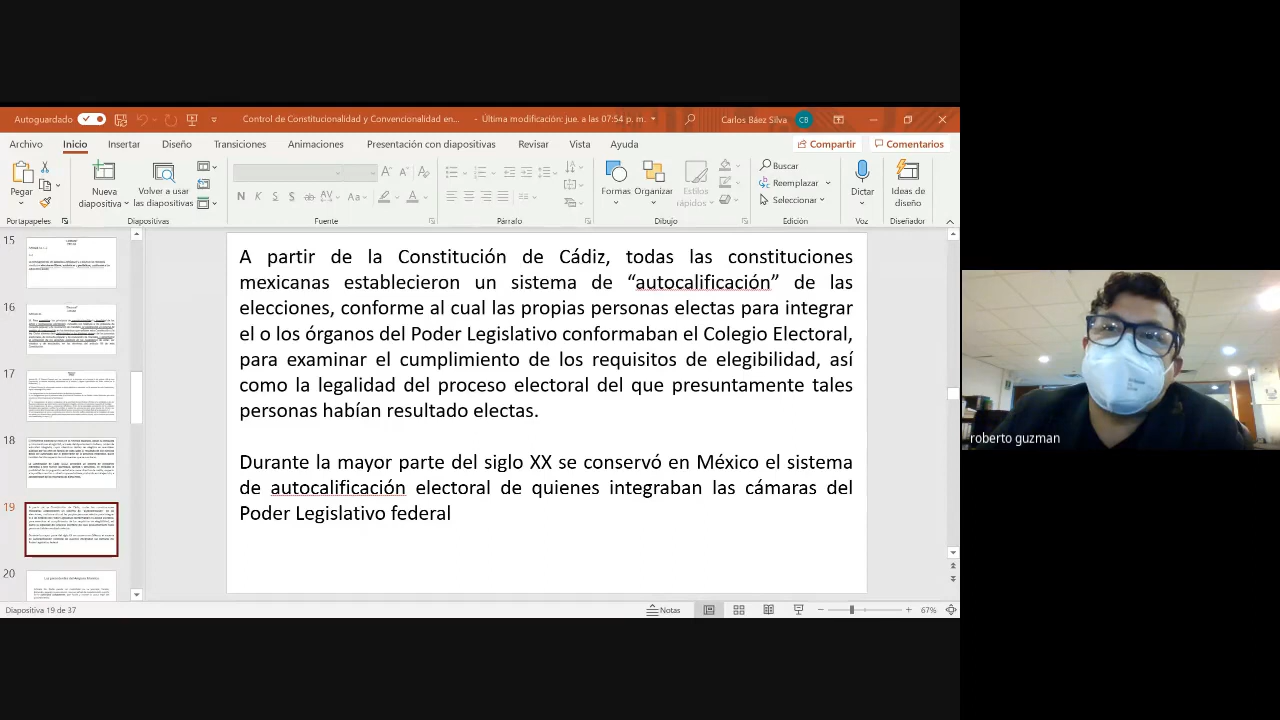 Autoguardado
Control de Constitucionalidad y Convencionalidad en... - Última modificación: jue. a las 07:54 p. m.
Carlos Báez Silva CB
Archivo Inicio Insertar Diseño Transiciones Animaciones Presentación con diapositivas Revisar Vista Ayuda Compartir Comentarios
Pegar
Nueva diapositiva
Volver a usar las diapositivas
N K S S ab AV Aa
Formas Organizar Estilos rápidos
Buscar
Reemplazar
Seleccionar
Dictar
Ideas de diseño
Portapapeles Diapositivas Fuente Párrafo Dibujo Edición Voz Diseñador
15
16
17
18
19
20
A partir de la Constitución de Cádiz, todas las constituciones
mexicanas establecieron un sistema de “autocalificación” de las
elecciones, conforme al cual las propias personas electas para integrar
el o los órganos del Poder Legislativo conformaban el Colegio Electoral,
para examinar el cumplimiento de los requisitos de elegibilidad, así
como la legalidad del proceso electoral del que presuntamente tales
personas habían resultado electas.
Durante la mayor parte del siglo XX se conservó en México el sistema
de autocalificación electoral de quienes integraban las cámaras del
Poder Legislativo federal
roberto guzman
Diapositiva 19 de 37
Notas
67%